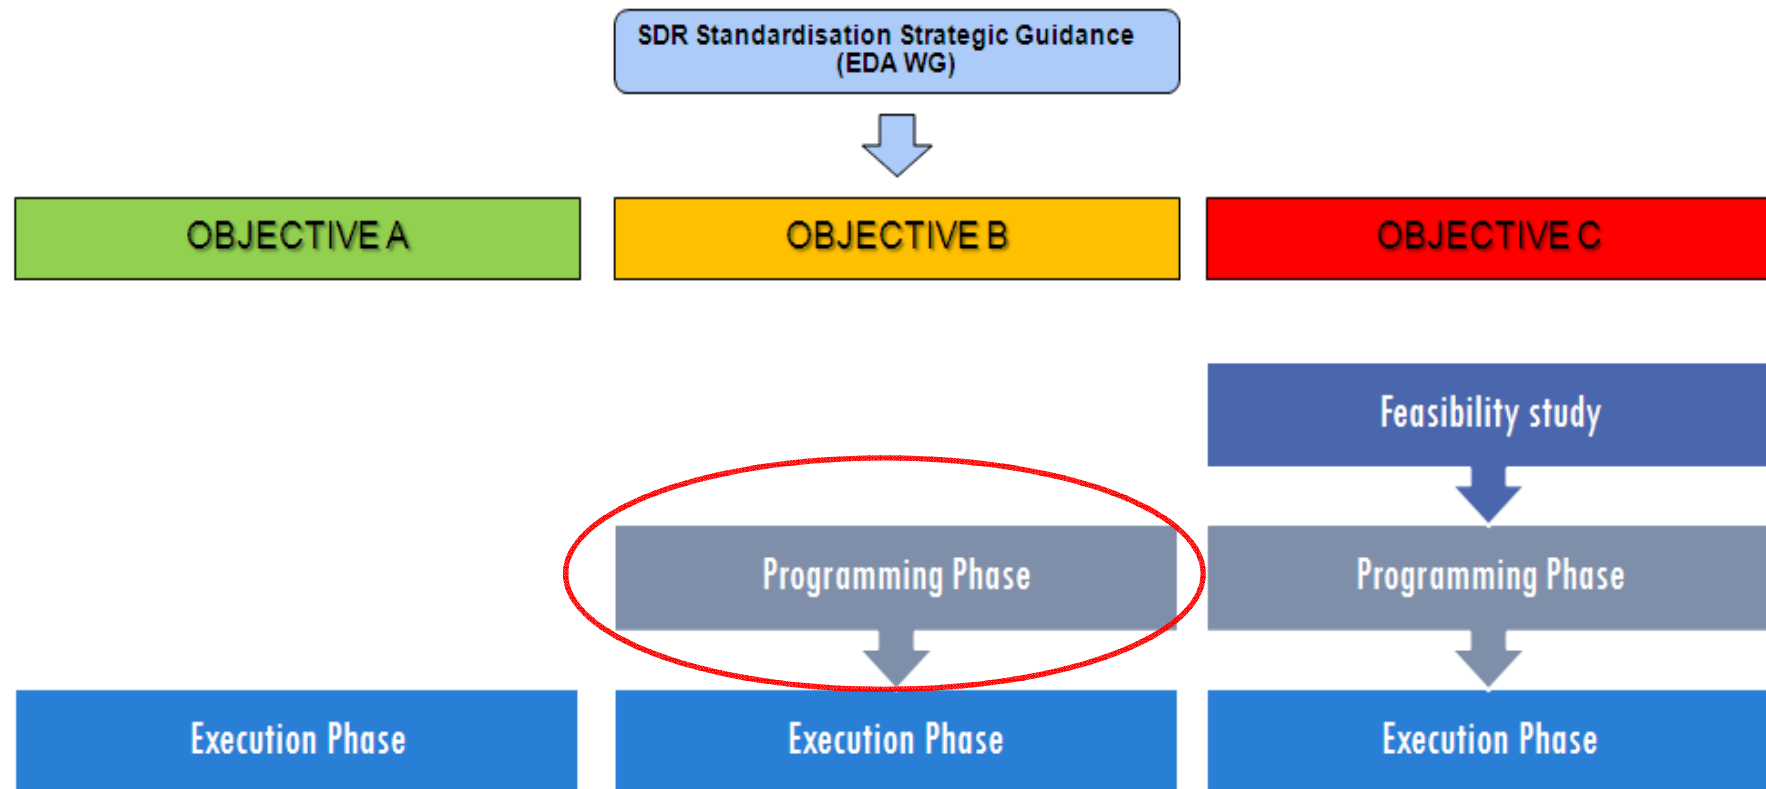 SDR Standardisation Strategic Guidance
(EDA WG)
OBJECTIVE A
OBJECTIVE B
OBJECTIVE C
Feasibility study
Programming Phase
Programming Phase
Execution Phase
Execution Phase
Execution Phase